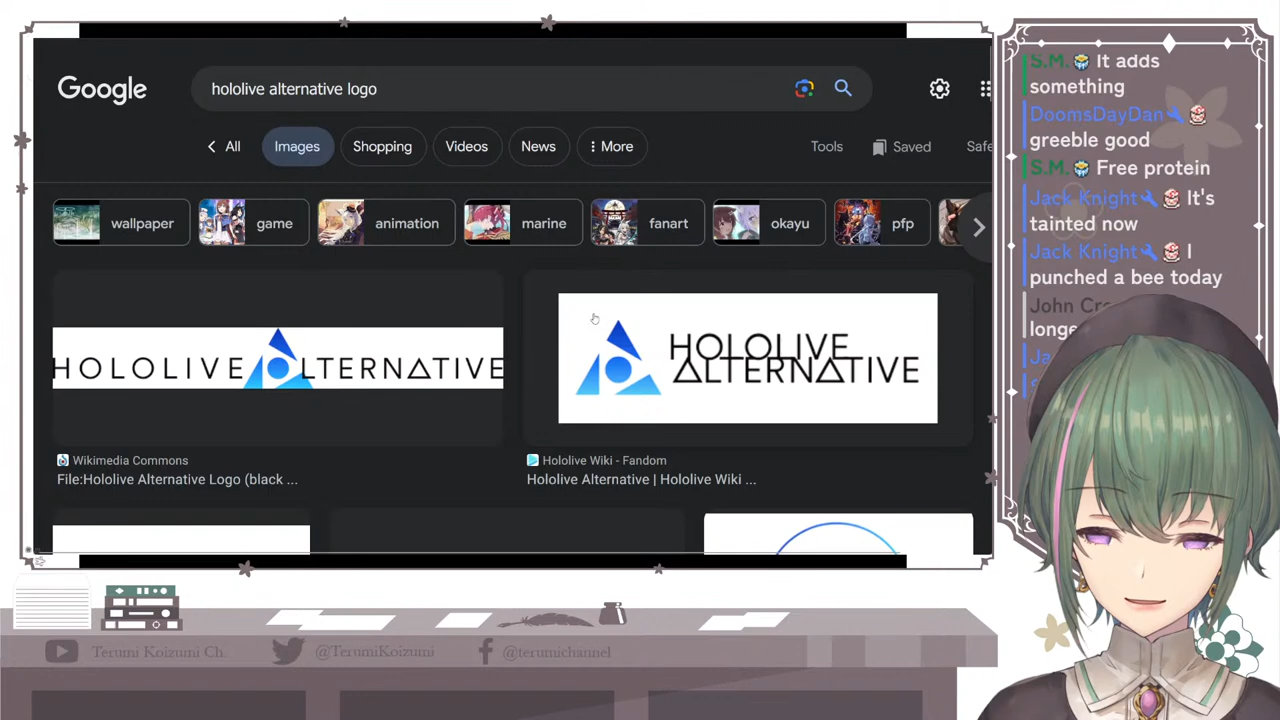 Google
hololive alternative logo
All
Images
Shopping
Videos
News
More
Tools
Saved
Safe
wallpaper
game
animation
marine
fanart
okayu
pfp
HOLOLIVE ALTERNATIVE
HOLOLIVE
ALTERNATIVE
Wikimedia Commons
File:Hololive Alternative Logo (black ...
Hololive Wiki - Fandom
Hololive Alternative | Hololive Wiki ...
S.M. It adds
something
DoomsDayDan
greeble good
S.M. Free protein
Jack Knight It's
tainted now
Jack Knight I
punched a bee today
John
Terumi Koizumi Ch.
@TerumiKoizumi
@terumichannel